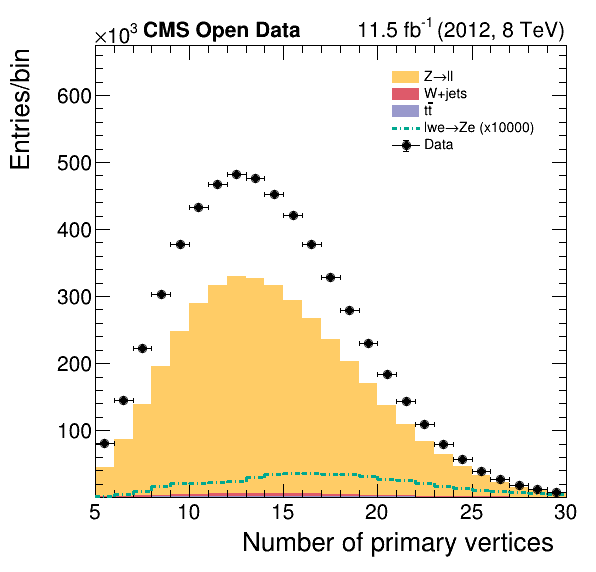 ×10³ CMS Open Data 11.5 fb⁻¹ (2012, 8 TeV)
Entries/bin
600
500
400
300
200
100
Z→ll
W+jets
tt̄
lwe→Ze (x10000)
Data
5 10 15 20 25 30
Number of primary vertices